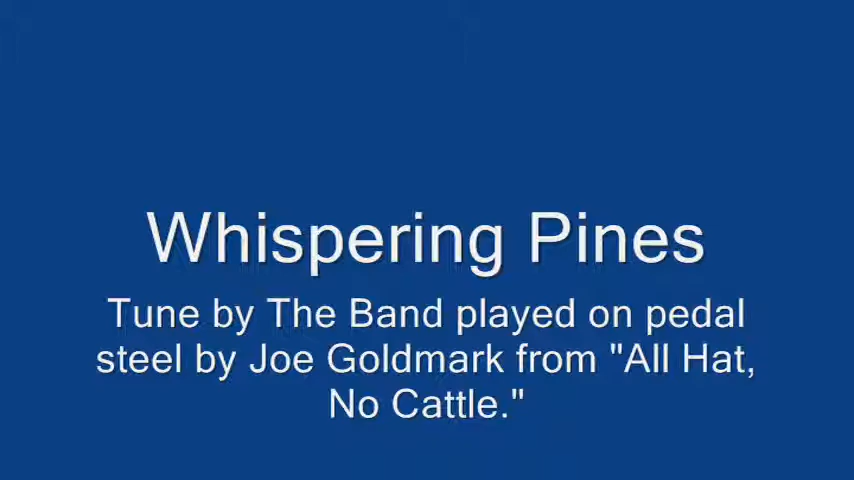 Whispering Pines
Tune by The Band played on pedal
steel by Joe Goldmark from "All Hat,
No Cattle."